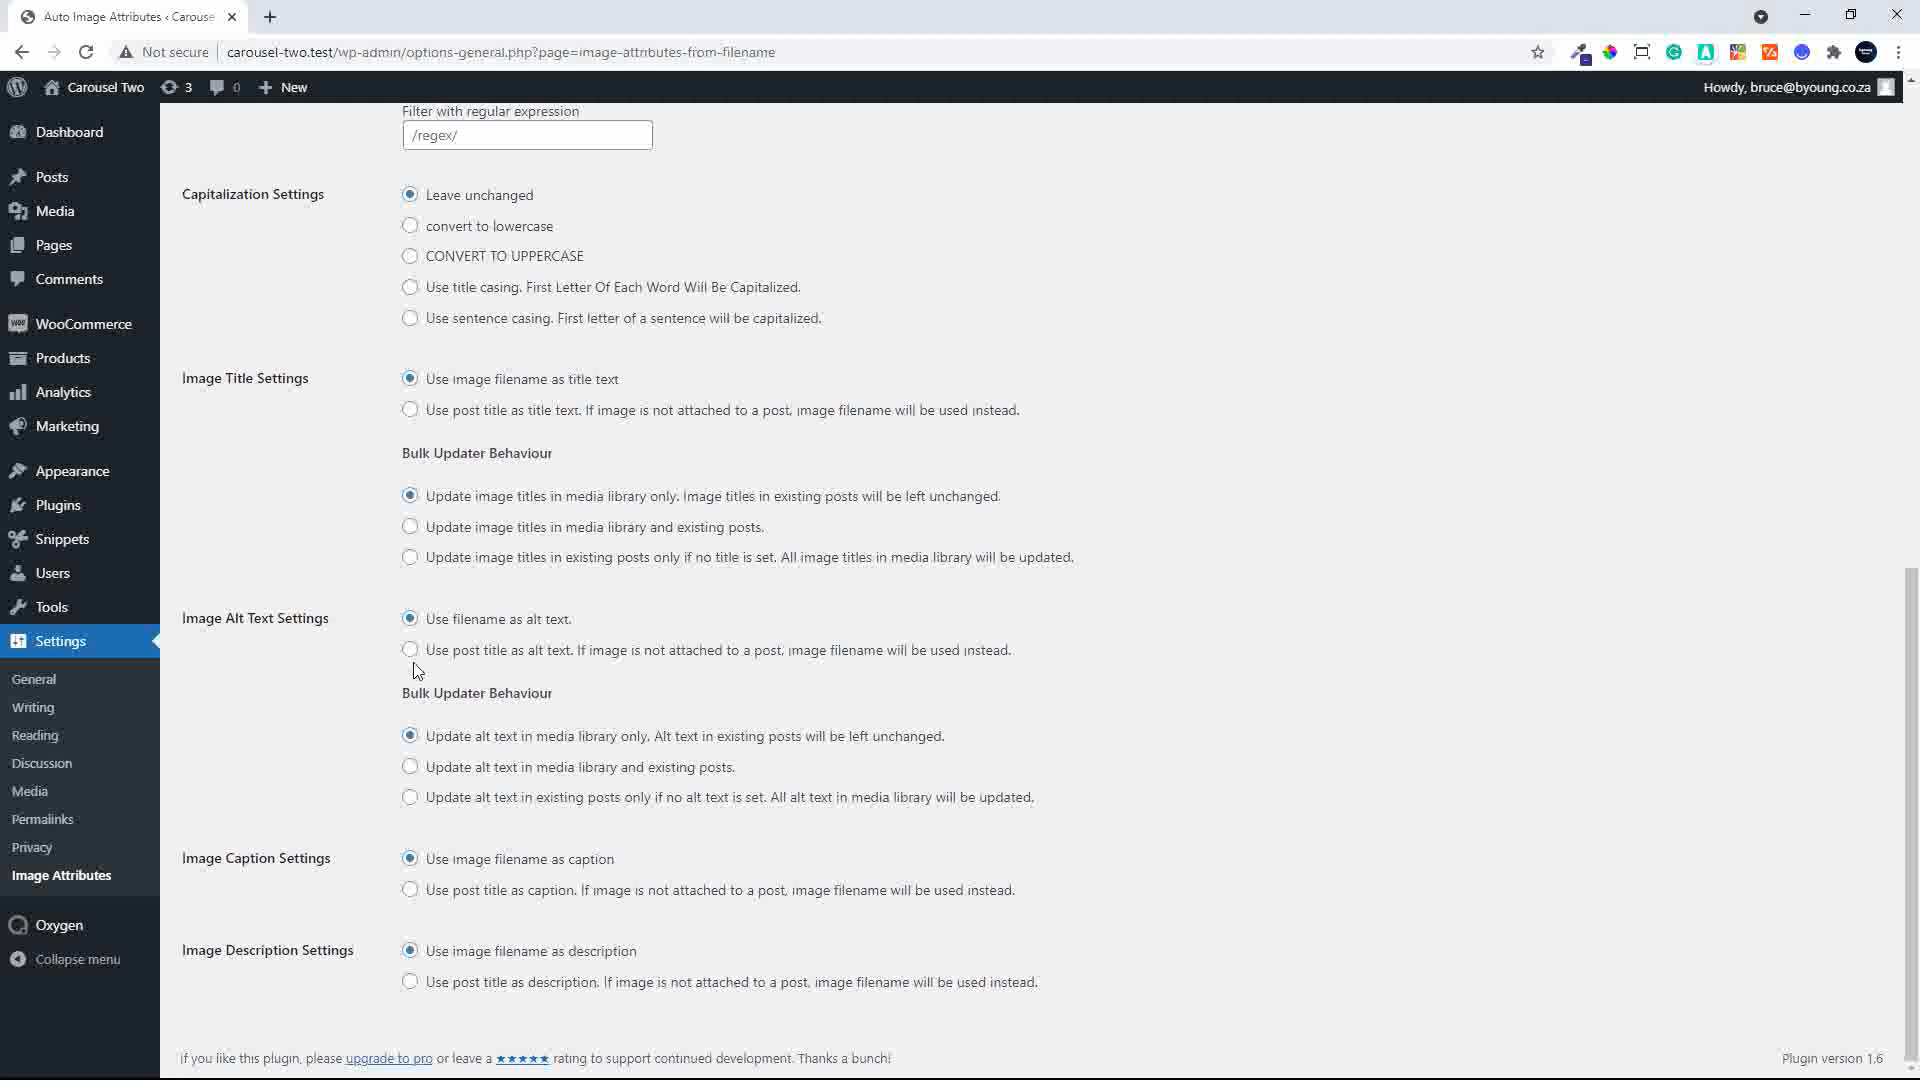 Auto Image Attributes ‹ Carouse
Not secure
carousel-two.test/wp-admin/options-general.php?page=image-attributes-from-filename
Carousel Two
3
0
New
Howdy, bruce@byoung.co.za
Dashboard
Posts
Media
Pages
Comments
WooCommerce
Products
Analytics
Marketing
Appearance
Plugins
Snippets
Users
Tools
Settings
General
Writing
Reading
Discussion
Media
Permalinks
Privacy
Image Attributes
Oxygen
Collapse menu
Filter with regular expression
/regex/
Capitalization Settings
Leave unchanged
convert to lowercase
CONVERT TO UPPERCASE
Use title casing. First Letter Of Each Word Will Be Capitalized.
Use sentence casing. First letter of a sentence will be capitalized.
Image Title Settings
Use image filename as title text
Use post title as title text. If image is not attached to a post, image filename will be used instead.
Bulk Updater Behaviour
Update image titles in media library only. Image titles in existing posts will be left unchanged.
Update image titles in media library and existing posts.
Update image titles in existing posts only if no title is set. All image titles in media library will be updated.
Image Alt Text Settings
Use filename as alt text.
Use post title as alt text. If image is not attached to a post, image filename will be used instead.
Bulk Updater Behaviour
Update alt text in media library only. Alt text in existing posts will be left unchanged.
Update alt text in media library and existing posts.
Update alt text in existing posts only if no alt text is set. All alt text in media library will be updated.
Image Caption Settings
Use image filename as caption
Use post title as caption. If image is not attached to a post, image filename will be used instead.
Image Description Settings
Use image filename as description
Use post title as description. If image is not attached to a post, image filename will be used instead.
If you like this plugin, please upgrade to pro or leave a ★★★★★ rating to support continued development. Thanks a bunch!
Plugin version 1.6